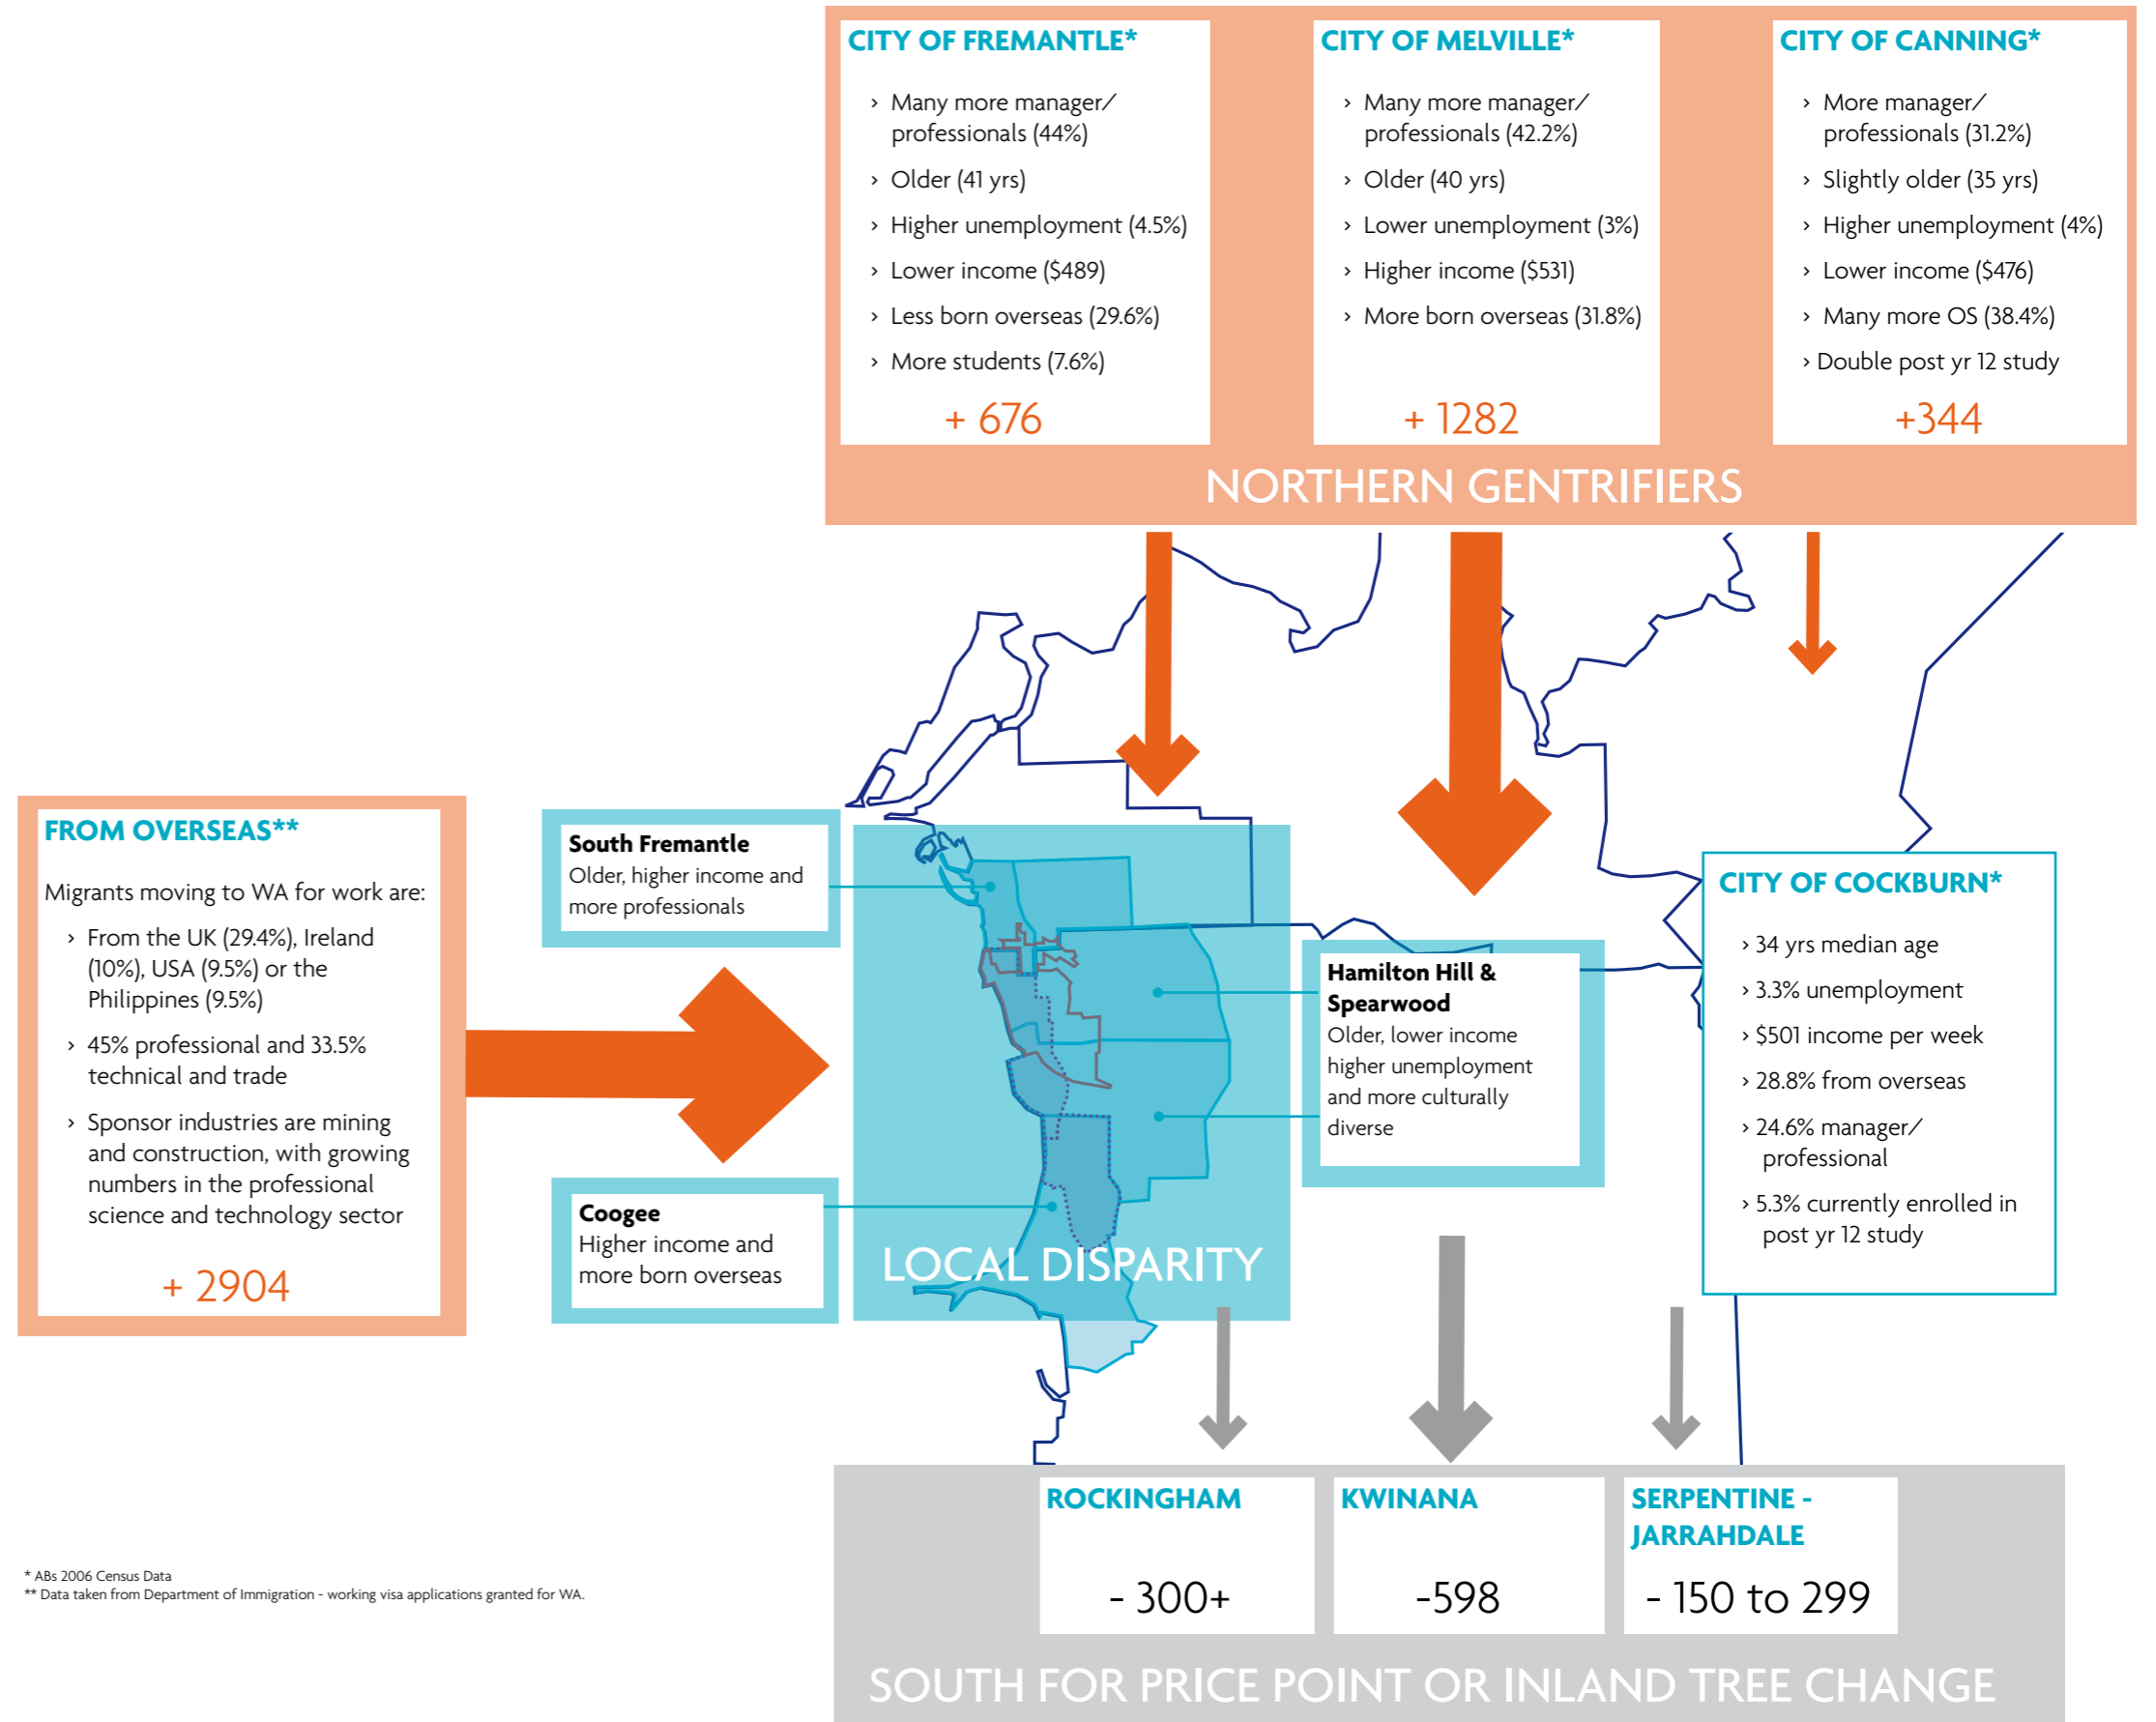 CITY OF FREMANTLE*
› Many more manager/
professionals (44%)
› Older (41 yrs)
› Higher unemployment (4.5%)
› Lower income ($489)
› Less born overseas (29.6%)
› More students (7.6%)
+ 676
CITY OF MELVILLE*
› Many more manager/
professionals (42.2%)
› Older (40 yrs)
› Lower unemployment (3%)
› Higher income ($531)
› More born overseas (31.8%)
+ 1282
CITY OF CANNING*
› More manager/
professionals (31.2%)
› Slightly older (35 yrs)
› Higher unemployment (4%)
› Lower income ($476)
› Many more OS (38.4%)
› Double post yr 12 study
+344
NORTHERN GENTRIFIERS
FROM OVERSEAS**
Migrants moving to WA for work are:
› From the UK (29.4%), Ireland
(10%), USA (9.5%) or the
Philippines (9.5%)
› 45% professional and 33.5%
technical and trade
› Sponsor industries are mining
and construction, with growing
numbers in the professional
science and technology sector
+ 2904
South Fremantle
Older, higher income and
more professionals
Coogee
Higher income and
more born overseas
LOCAL DISPARITY
Hamilton Hill &
Spearwood
Older, lower income
higher unemployment
and more culturally
diverse
CITY OF COCKBURN*
› 34 yrs median age
› 3.3% unemployment
› $501 income per week
› 28.8% from overseas
› 24.6% manager/
professional
› 5.3% currently enrolled in
post yr 12 study
ROCKINGHAM
- 300+
KWINANA
-598
SERPENTINE -
JARRAHDALE
- 150 to 299
SOUTH FOR PRICE POINT OR INLAND TREE CHANGE
* ABs 2006 Census Data
** Data taken from Department of Immigration - working visa applications granted for WA.